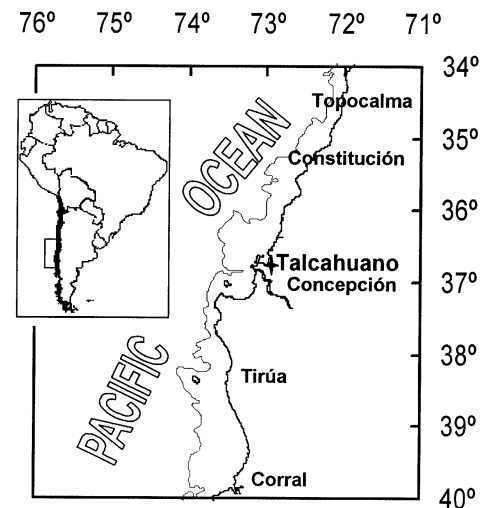 76º 75º 74º 73º 72º 71º
34º
Topocalma
35º
OCEAN
Constitución
36º
Talcahuano
37º
Concepción
38º
PACIFIC
Tirúa
39º
Corral
40º